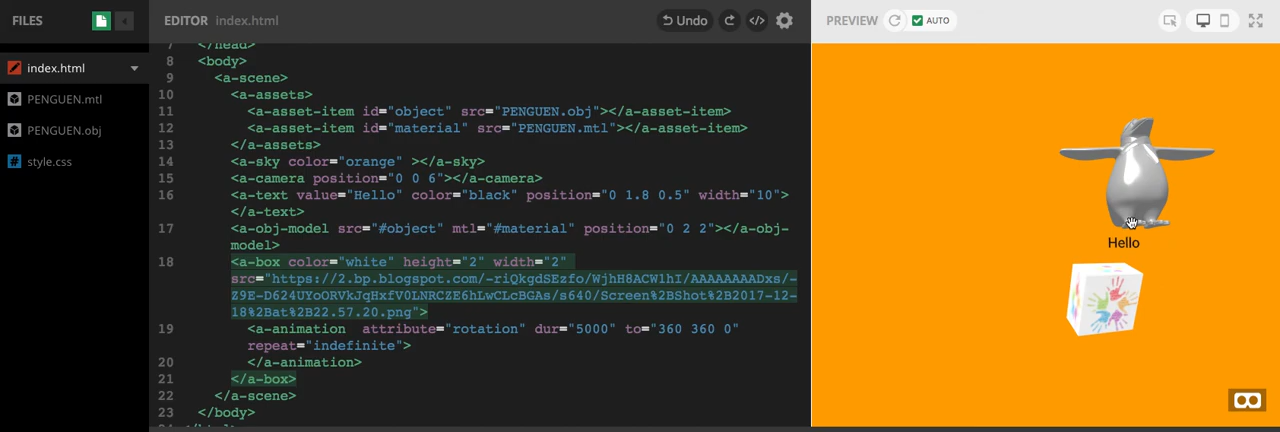 FILES
EDITOR index.html
Undo
</>
PREVIEW
AUTO
index.html
PENGUEN.mtl
PENGUEN.obj
style.css
7 </head>
8 <body>
9 <a-scene>
10 <a-assets>
11 <a-asset-item id="object" src="PENGUEN.obj"></a-asset-item>
12 <a-asset-item id="material" src="PENGUEN.mtl"></a-asset-item>
13 </a-assets>
14 <a-sky color="orange" ></a-sky>
15 <a-camera position="0 0 6"></a-camera>
16 <a-text value="Hello" color="black" position="0 1.8 0.5" width="10">
</a-text>
17 <a-obj-model src="#object" mtl="#material" position="0 2 2"></a-obj-
model>
18 <a-box color="white" height="2" width="2"
src="https://2.bp.blogspot.com/-riQkgdSEzfo/WjhH8ACW1hI/AAAAAAAADxs/-
Z9E-D624UYoORVkJqHxfV0LNRCZE6hLwCLcBGAs/s640/Screen%2BShot%2B2017-12-
18%2Bat%2B22.57.20.png">
19 <a-animation  attribute="rotation" dur="5000" to="360 360 0"
repeat="indefinite">
20 </a-animation>
21 </a-box>
22 </a-scene>
23 </body>
Hello